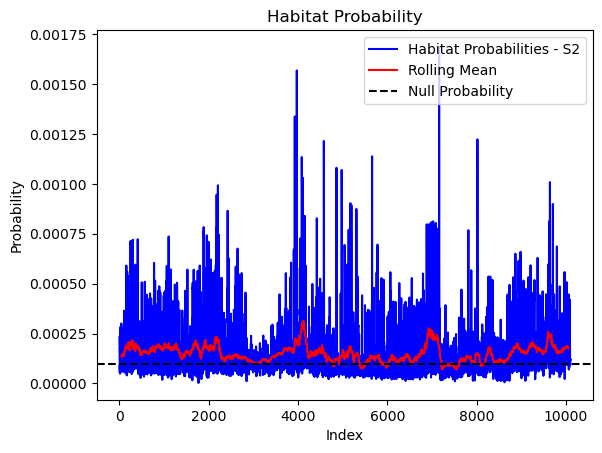 Habitat Probability
0.00175
0.00150
0.00125
0.00100
0.00075
0.00050
0.00025
0.00000
Probability
Habitat Probabilities - S2
Rolling Mean
Null Probability
0 2000 4000 6000 8000 10000
Index